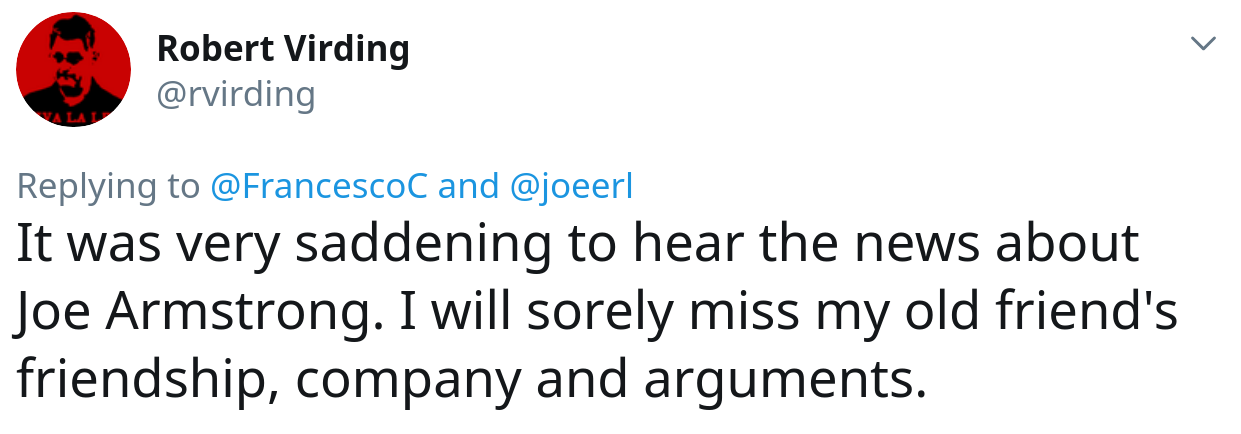 Robert Virding
@rvirding
Replying to @FrancescoC and @joeerl
It was very saddening to hear the news about
Joe Armstrong. I will sorely miss my old friend's
friendship, company and arguments.